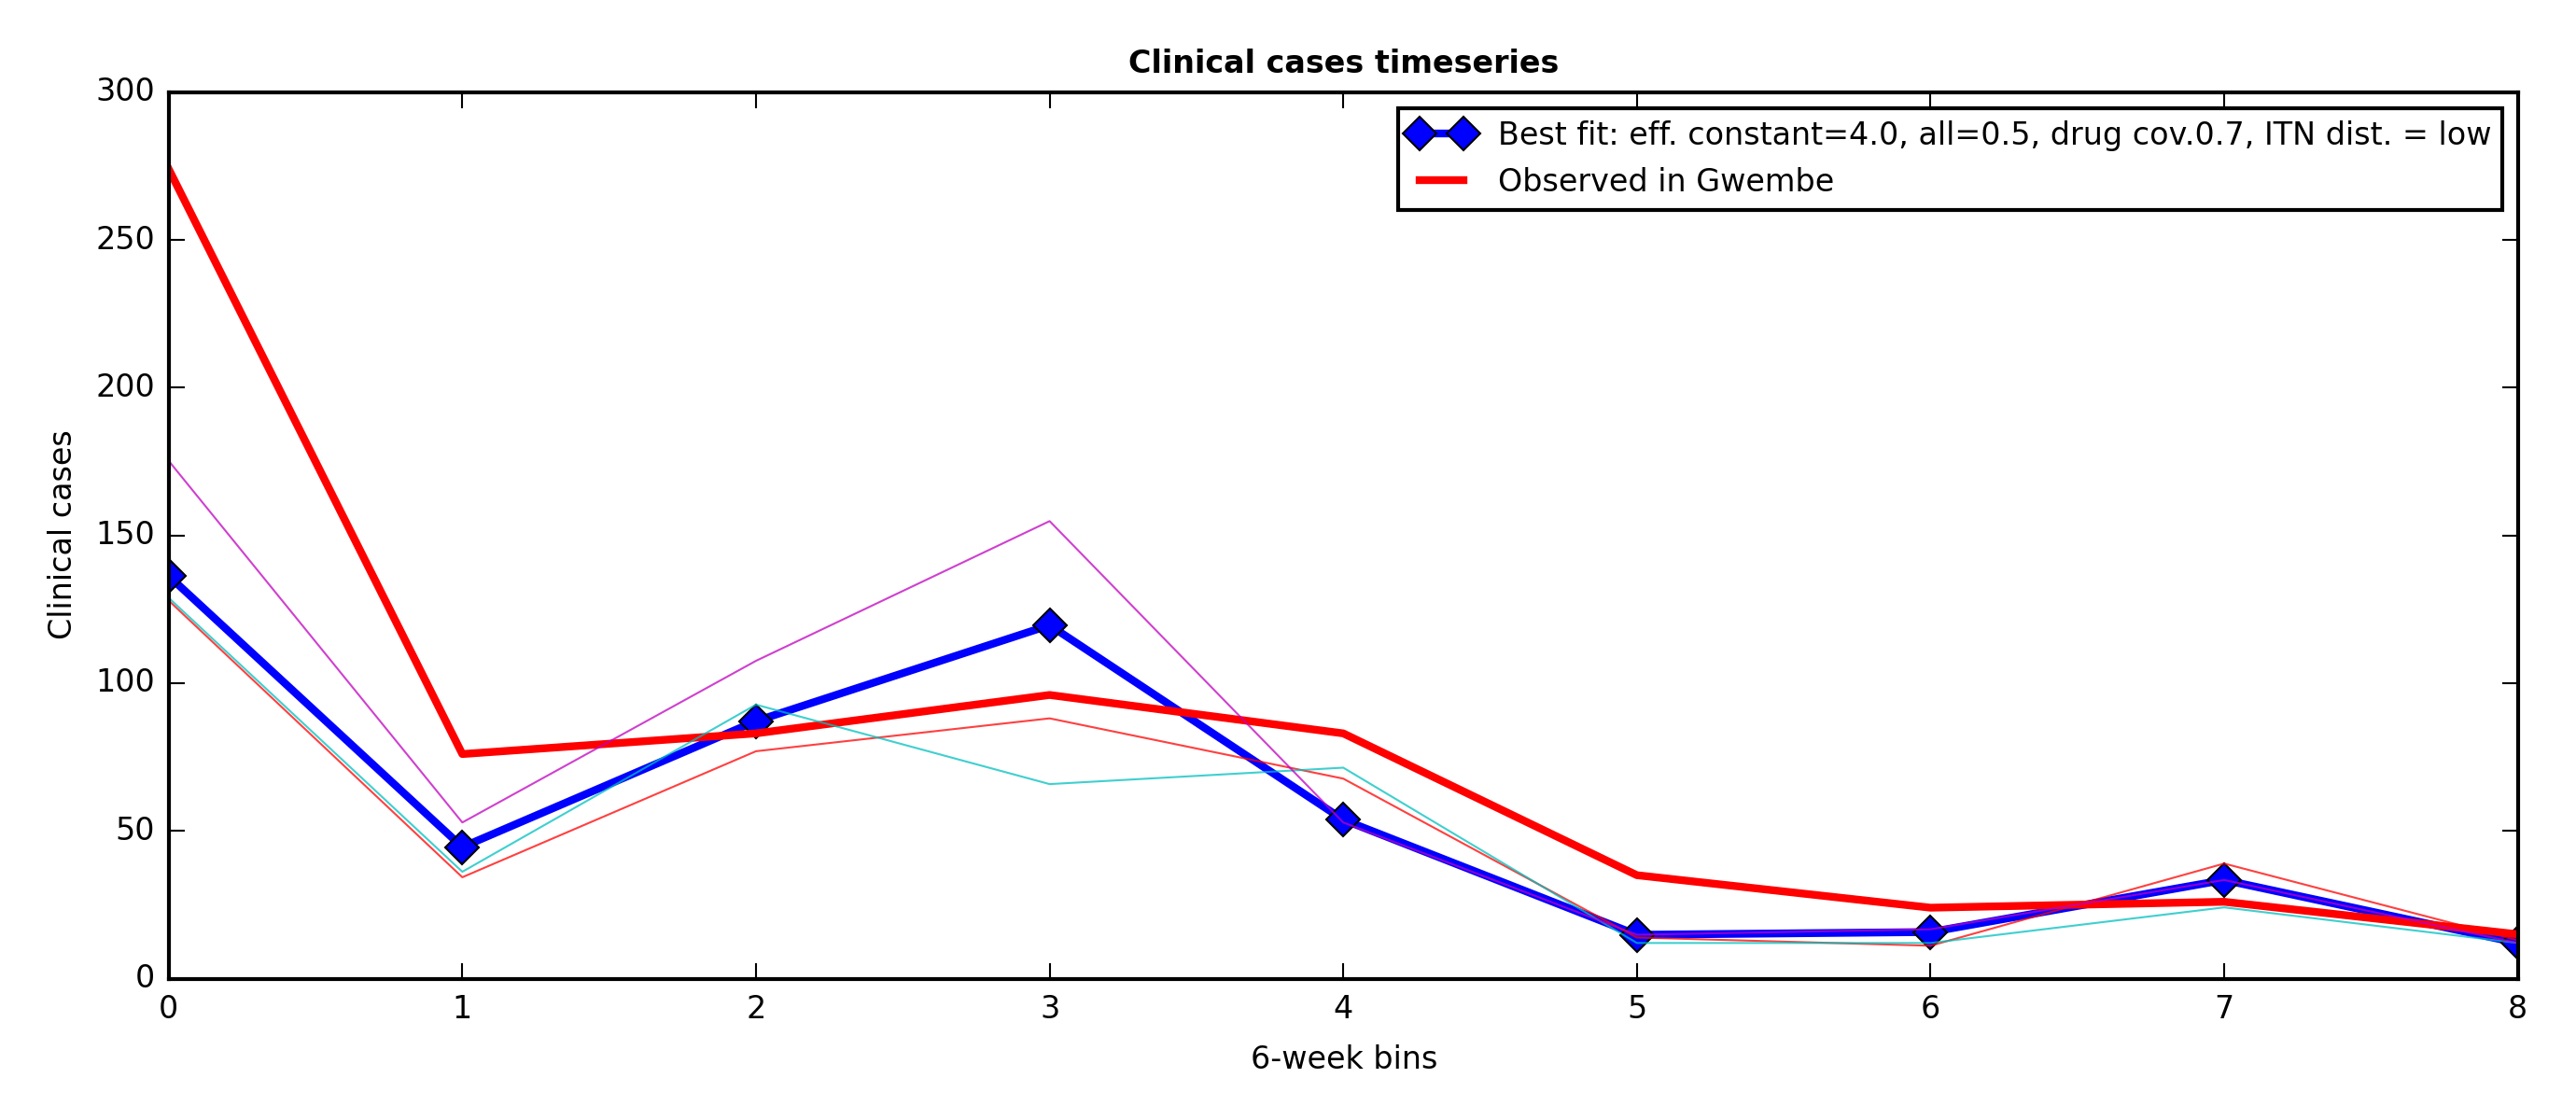 Clinical cases timeseries
300
250
200
150
100
50
0
Clinical cases
Best fit: eff. constant=4.0, all=0.5, drug cov.0.7, ITN dist. = low
Observed in Gwembe
0 1 2 3 4 5 6 7 8
6-week bins